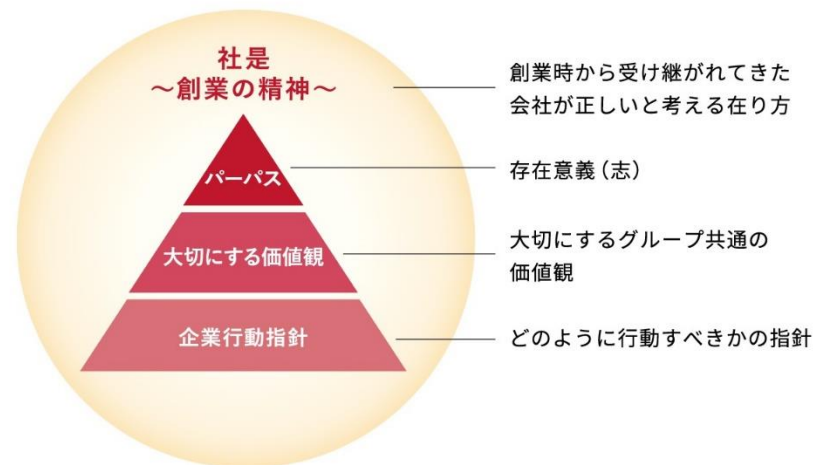 社是
～創業の精神～
創業時から受け継がれてきた
会社が正しいと考える在り方
パーパス
存在意義（志）
大切にする価値観
大切にするグループ共通の
価値観
企業行動指針
どのように行動すべきかの指針